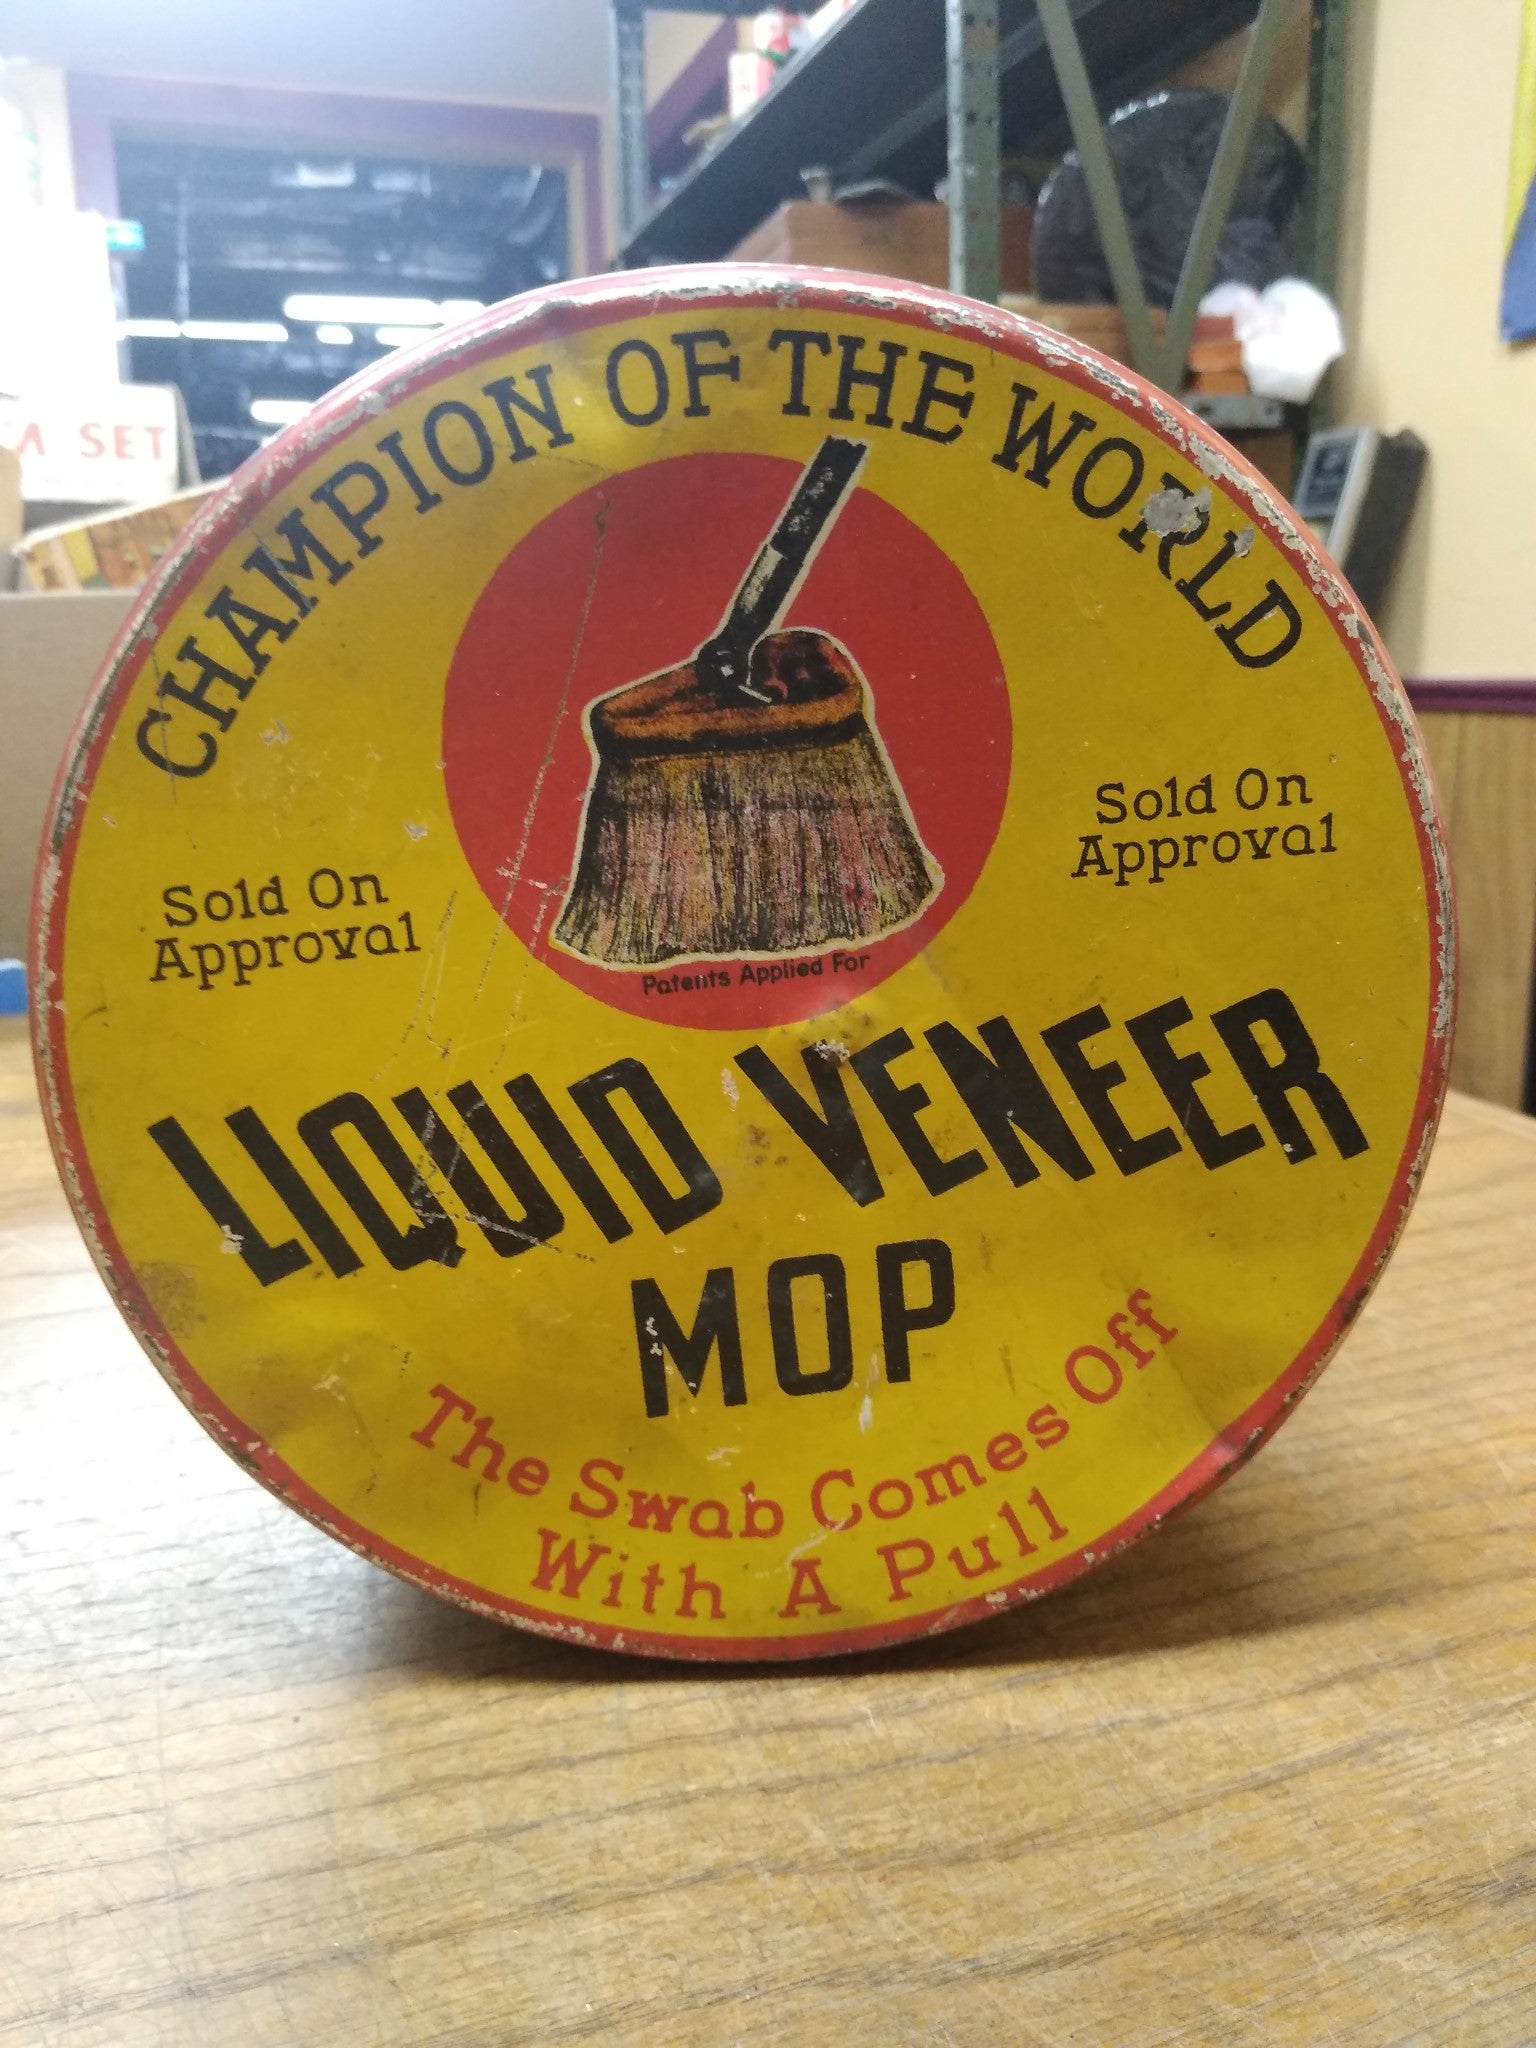 CHAMPION OF THE WORLD
Sold On
Approval
Sold On
Approval
Patents Applied For
LIQUID VENEER
MOP
The Swab Comes Off
With A Pull
A SET